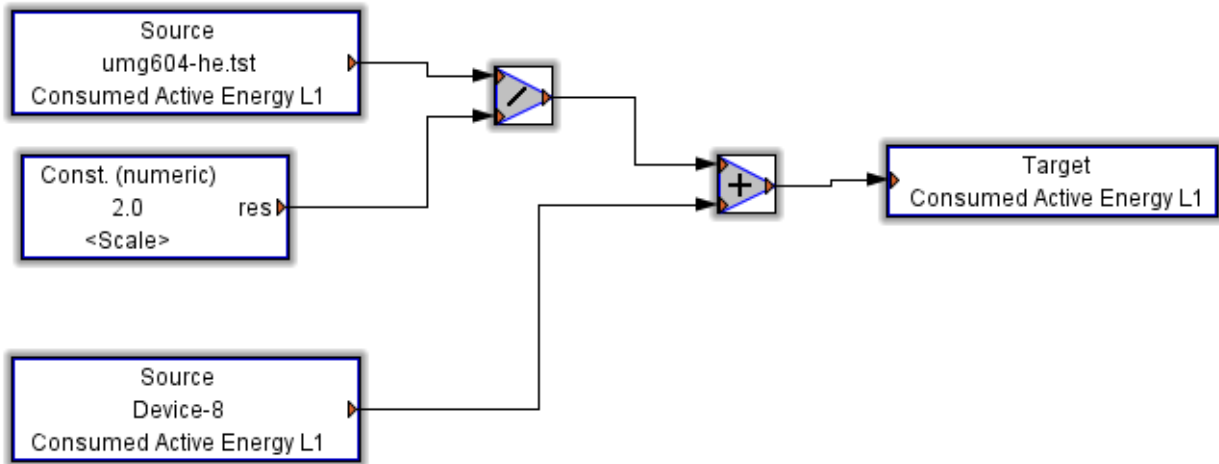 Source
umg604-he.tst
Consumed Active Energy L1
Const. (numeric)
2.0 res
<Scale>
+
Target
Consumed Active Energy L1
Source
Device-8
Consumed Active Energy L1